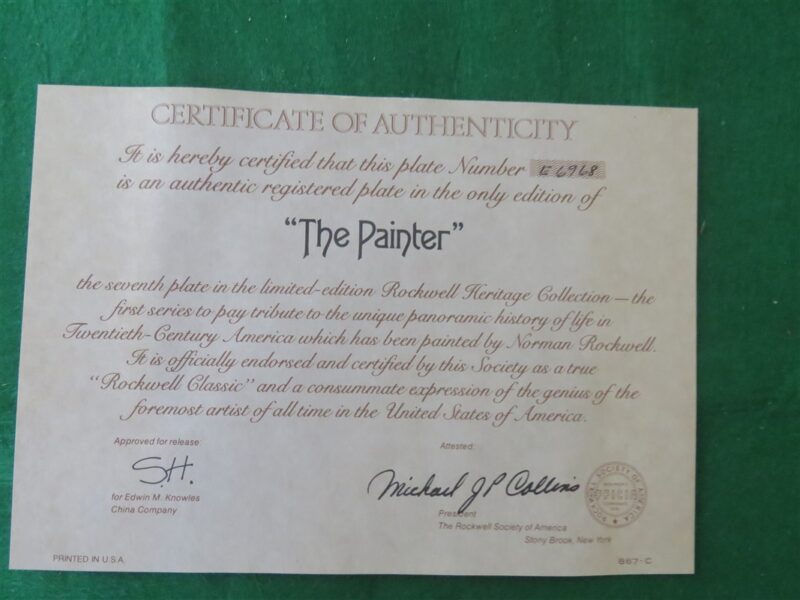 CERTIFICATE OF AUTHENTICITY
It is hereby certified that this plate Number E6968
is an authentic registered plate in the only edition of
“The Painter”
the seventh plate in the limited-edition Rockwell Heritage Collection—the
first series to pay tribute to the unique panoramic history of life in
Twentieth-Century America which has been painted by Norman Rockwell.
It is officially endorsed and certified by this Society as a true
“Rockwell Classic” and a consummate expression of the genius of the
foremost artist of all time in the United States of America.
Approved for release:
S.H.
for Edwin M. Knowles
China Company
Attested:
Michael J P Collins
President
The Rockwell Society of America
Stony Brook, New York
ROCKWELL SOCIETY OF AMERICA
PRINTED IN U.S.A.
867-C